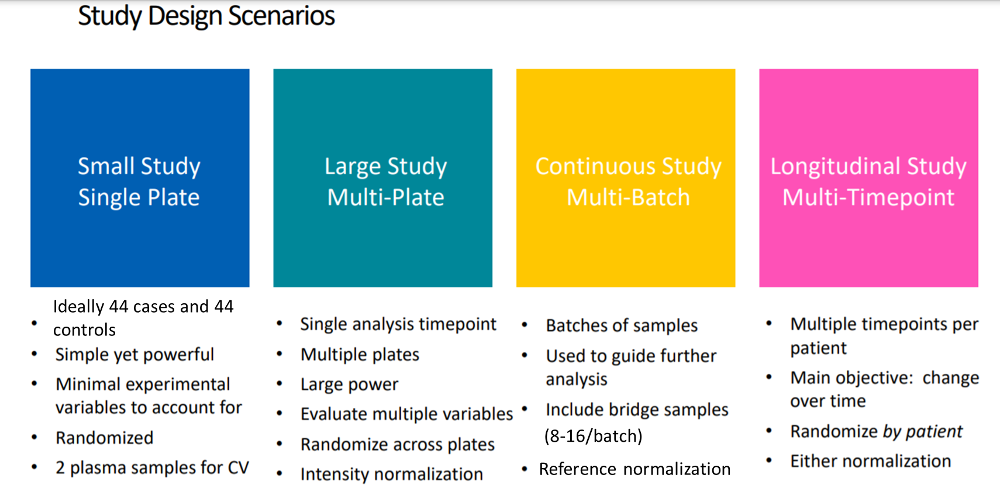 Study Design Scenarios
Small Study
Single Plate
Large Study
Multi-Plate
Continuous Study
Multi-Batch
Longitudinal Study
Multi-Timepoint
• Ideally 44 cases and 44
controls
• Simple yet powerful
• Minimal experimental
variables to account for
• Randomized
• 2 plasma samples for CV
• Single analysis timepoint
• Multiple plates
• Large power
• Evaluate multiple variables
• Randomize across plates
• Intensity normalization
• Batches of samples
• Used to guide further
analysis
• Include bridge samples
(8-16/batch)
• Reference normalization
• Multiple timepoints per
patient
• Main objective: change
over time
• Randomize by patient
• Either normalization